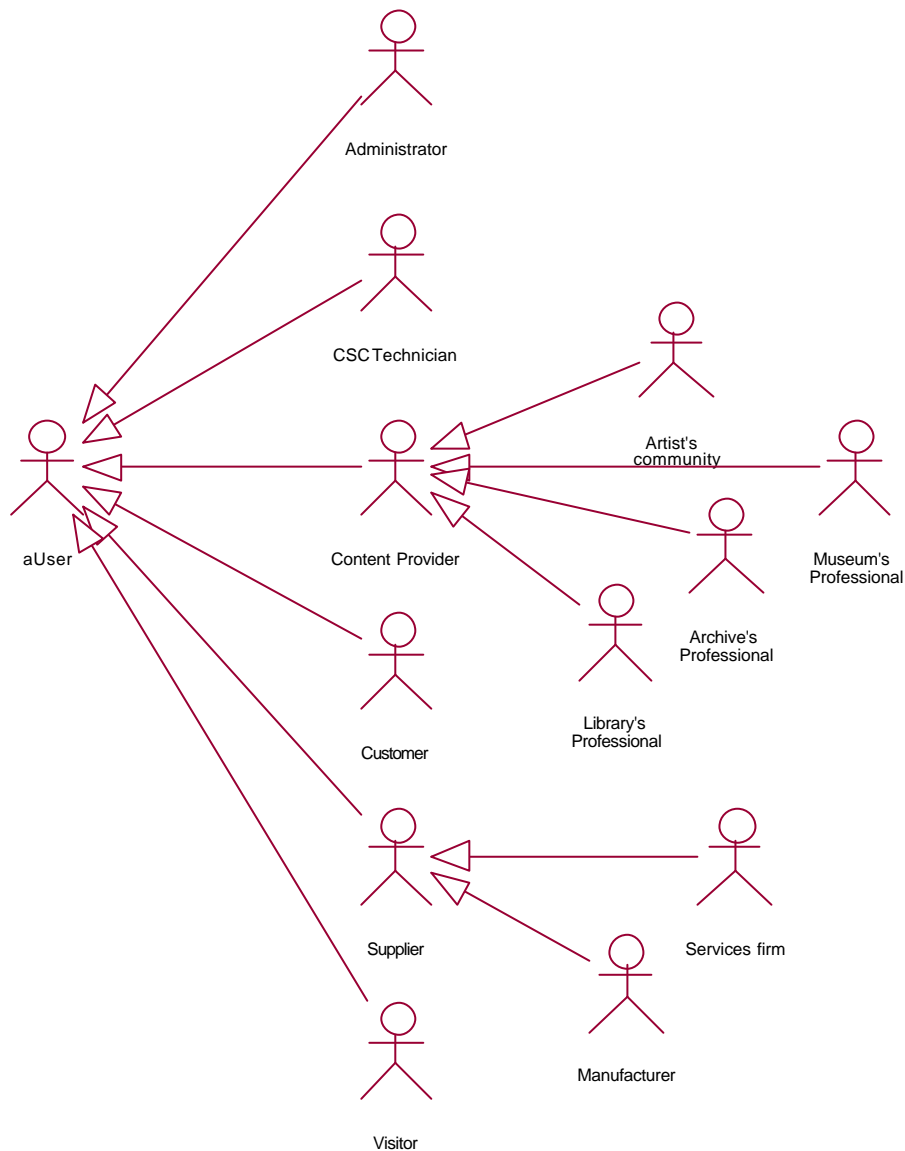 Administrator
CSC Technician
Artist's
community
aUser
Content Provider
Museum's
Professional
Archive's
Professional
Library's
Professional
Customer
Supplier
Services firm
Manufacturer
Visitor